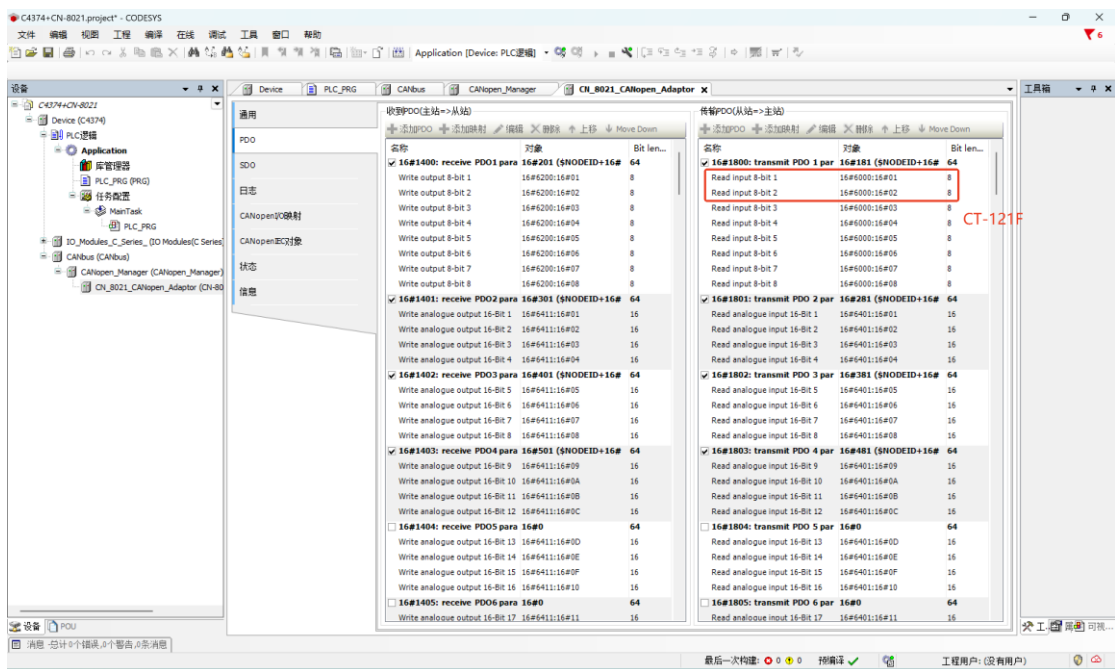 C4374+CN-8021.project* - CODESYS
文件 编辑 视图 工程 编译 在线 调试 工具 窗口 帮助
6
Application [Device: PLC逻辑]
设备
C4374+CN-8021
Device (C4374)
PLC逻辑
Application
库管理器
PLC_PRG (PRG)
任务配置
MainTask
PLC_PRG
IO_Modules_C_Series_ (IO Modules(C Series
CANbus (CANbus)
CANopen_Manager (CANopen_Manager)
CN_8021_CANopen_Adaptor (CN-80
设备 POU
Device PLC_PRG CANbus CANopen_Manager CN_8021_CANopen_Adaptor
通用
PDO
SDO
日志
CANopenI/O映射
CANopenIEC对象
状态
信息
收到PDO(主站=>从站)
添加PDO 添加映射 编辑 删除 上移 Move Down
名称 对象 Bit len...
16#1400: receive PDO1 para 16#201 ($NODEID+16# 64
Write output 8-bit 1 16#6200:16#01 8
Write output 8-bit 2 16#6200:16#02 8
Write output 8-bit 3 16#6200:16#03 8
Write output 8-bit 4 16#6200:16#04 8
Write output 8-bit 5 16#6200:16#05 8
Write output 8-bit 6 16#6200:16#06 8
Write output 8-bit 7 16#6200:16#07 8
Write output 8-bit 8 16#6200:16#08 8
16#1401: receive PDO2 para 16#301 ($NODEID+16# 64
Write analogue output 16-Bit 1 16#6411:16#01 16
Write analogue output 16-Bit 2 16#6411:16#02 16
Write analogue output 16-Bit 3 16#6411:16#03 16
Write analogue output 16-Bit 4 16#6411:16#04 16
16#1402: receive PDO3 para 16#401 ($NODEID+16# 64
Write analogue output 16-Bit 5 16#6411:16#05 16
Write analogue output 16-Bit 6 16#6411:16#06 16
Write analogue output 16-Bit 7 16#6411:16#07 16
Write analogue output 16-Bit 8 16#6411:16#08 16
16#1403: receive PDO4 para 16#501 ($NODEID+16# 64
Write analogue output 16-Bit 9 16#6411:16#09 16
Write analogue output 16-Bit 10 16#6411:16#0A 16
Write analogue output 16-Bit 11 16#6411:16#0B 16
Write analogue output 16-Bit 12 16#6411:16#0C 16
16#1404: receive PDO5 para 16#0 64
Write analogue output 16-Bit 13 16#6411:16#0D 16
Write analogue output 16-Bit 14 16#6411:16#0E 16
Write analogue output 16-Bit 15 16#6411:16#0F 16
Write analogue output 16-Bit 16 16#6411:16#10 16
16#1405: receive PDO6 para 16#0 64
Write analogue output 16-Bit 17 16#6411:16#11 16
传输PDO(从站=>主站)
添加PDO 添加映射 编辑 删除 上移 Move Down
名称 对象 Bit len...
16#1800: transmit PDO 1 par 16#181 ($NODEID+16# 64
Read input 8-bit 1 16#6000:16#01 8
Read input 8-bit 2 16#6000:16#02 8
Read input 8-bit 3 16#6000:16#03 8
CT-121F
Read input 8-bit 4 16#6000:16#04 8
Read input 8-bit 5 16#6000:16#05 8
Read input 8-bit 6 16#6000:16#06 8
Read input 8-bit 7 16#6000:16#07 8
Read input 8-bit 8 16#6000:16#08 8
16#1801: transmit PDO 2 par 16#281 ($NODEID+16# 64
Read analogue input 16-Bit 1 16#6401:16#01 16
Read analogue input 16-Bit 2 16#6401:16#02 16
Read analogue input 16-Bit 3 16#6401:16#03 16
Read analogue input 16-Bit 4 16#6401:16#04 16
16#1802: transmit PDO 3 par 16#381 ($NODEID+16# 64
Read analogue input 16-Bit 5 16#6401:16#05 16
Read analogue input 16-Bit 6 16#6401:16#06 16
Read analogue input 16-Bit 7 16#6401:16#07 16
Read analogue input 16-Bit 8 16#6401:16#08 16
16#1803: transmit PDO 4 par 16#481 ($NODEID+16# 64
Read analogue input 16-Bit 9 16#6401:16#09 16
Read analogue input 16-Bit 10 16#6401:16#0A 16
Read analogue input 16-Bit 11 16#6401:16#0B 16
Read analogue input 16-Bit 12 16#6401:16#0C 16
16#1804: transmit PDO 5 par 16#0 64
Read analogue input 16-Bit 13 16#6401:16#0D 16
Read analogue input 16-Bit 14 16#6401:16#0E 16
Read analogue input 16-Bit 15 16#6401:16#0F 16
Read analogue input 16-Bit 16 16#6401:16#10 16
16#1805: transmit PDO 6 par 16#0 64
Read analogue input 16-Bit 17 16#6401:16#11 16
工具箱
工... 属... 可视...
消息 -总计0个错误,0个警告,0条消息
最后一次构建: 0 0 预编译 工程用户: (没有用户)